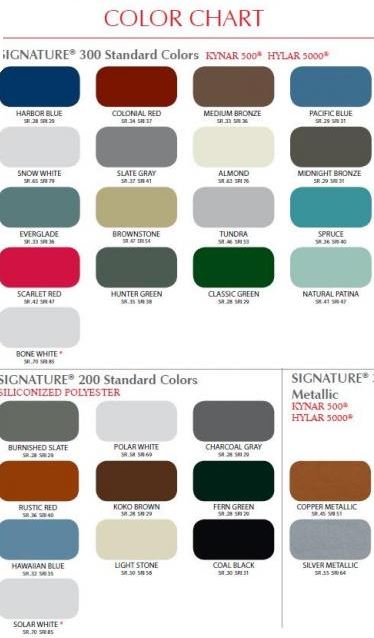 COLOR CHART
SIGNATURE® 300 Standard Colors KYNAR 500® HYLAR 5000®
HARBOR BLUE COLONIAL RED MEDIUM BRONZE PACIFIC BLUE
SR .28 SRI 29 SR .34 SRI 37 SR .33 SRI 36 SR .29 SRI 31
SNOW WHITE SLATE GRAY ALMOND MIDNIGHT BRONZE
SR .65 SRI 79 SR .37 SRI 41 SR .63 SRI 76 SR .29 SRI 31
EVERGLADE BROWNSTONE TUNDRA SPRUCE
SR .33 SRI 36 SR .47 SRI 54 SR .46 SRI 53 SR .36 SRI 40
SCARLET RED HUNTER GREEN CLASSIC GREEN NATURAL PATINA
SR .42 SRI 47 SR .35 SRI 38 SR .28 SRI 29 SR .41 SRI 47
BONE WHITE *
SR .70 SRI 85
SIGNATURE® 200 Standard Colors
SILICONIZED POLYESTER
BURNISHED SLATE POLAR WHITE CHARCOAL GRAY
SR .28 SRI 29 SR .58 SRI 69 SR .28 SRI 29
RUSTIC RED KOKO BROWN FERN GREEN
SR .36 SRI 40 SR .28 SRI 29 SR .28 SRI 29
HAWAIIAN BLUE LIGHT STONE COAL BLACK
SR .32 SRI 35 SR .50 SRI 58 SR .30 SRI 31
SOLAR WHITE *
SR .70 SRI 85
SIGNATURE®
Metallic
KYNAR 500®
HYLAR 5000®
COPPER METALLIC
SR .45 SRI 51
SILVER METALLIC
SR .55 SRI 64